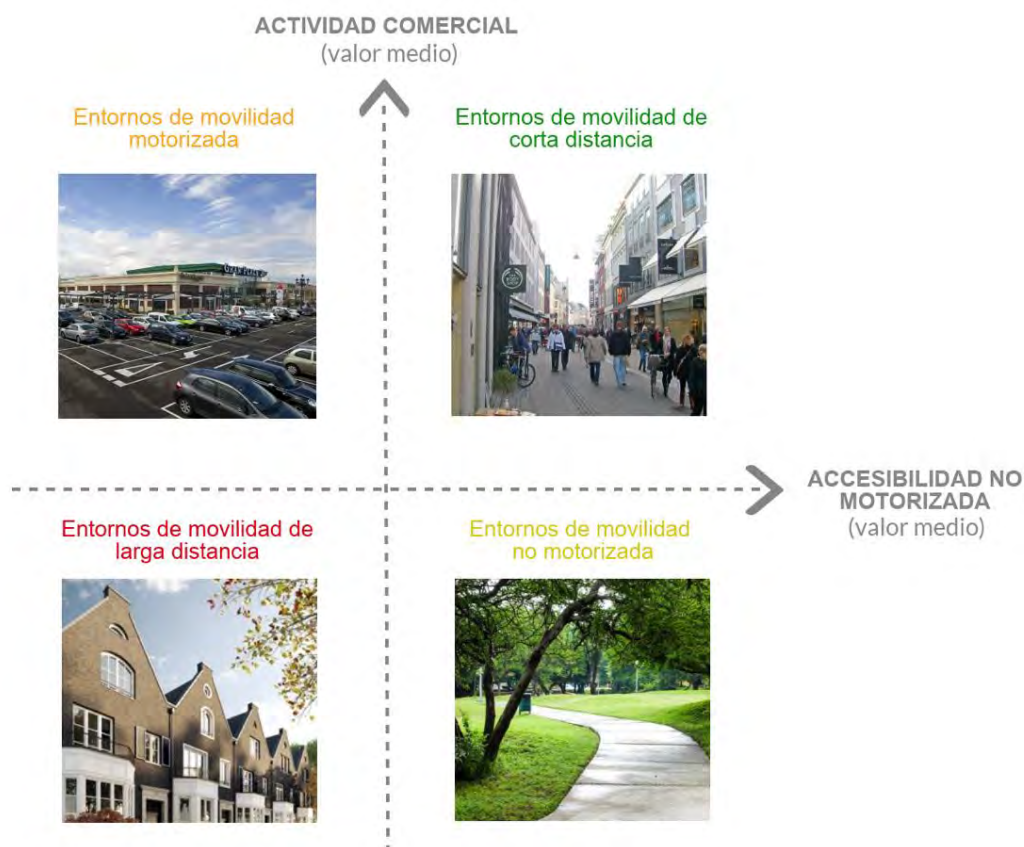 ACTIVIDAD COMERCIAL
(valor medio)
Entornos de movilidad
motorizada
Entornos de movilidad de
corta distancia
ACCESIBILIDAD NO
MOTORIZADA
(valor medio)
Entornos de movilidad de
larga distancia
Entornos de movilidad
no motorizada